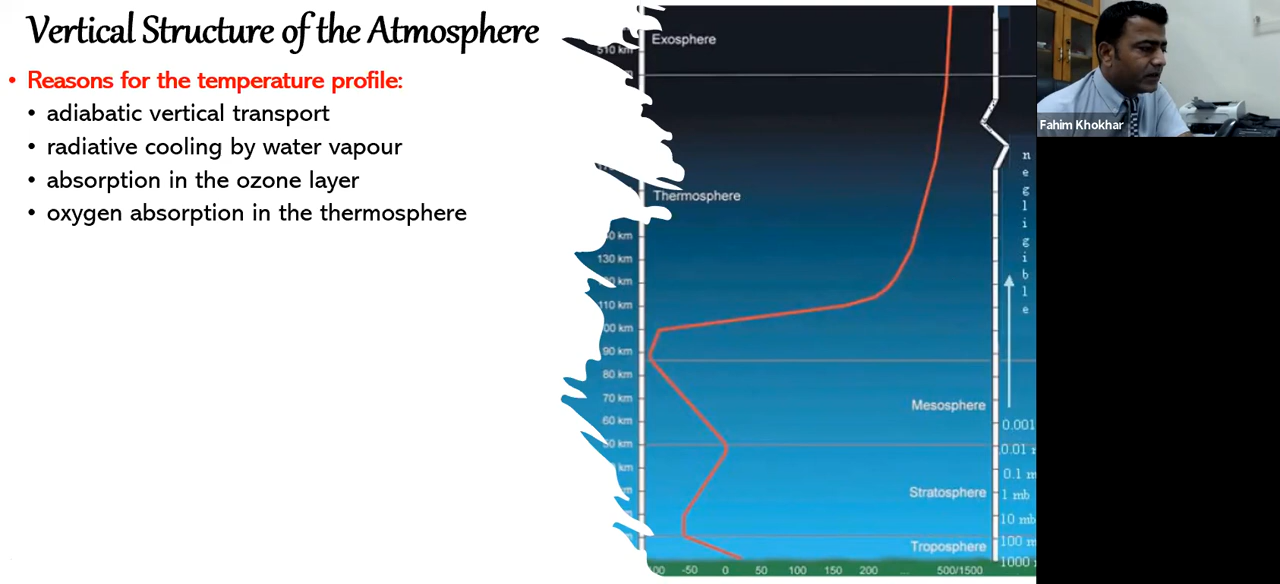 Vertical Structure of the Atmosphere
• Reasons for the temperature profile:
• adiabatic vertical transport
• radiative cooling by water vapour
• absorption in the ozone layer
• oxygen absorption in the thermosphere
Exosphere
510 km
Thermosphere
130 km
110 km
90 km
80 km
70 km
60 km
Mesosphere
Stratosphere
Troposphere
negligible
0.001
0.01
0.1
1 mb
10 mb
100
1000
-50 0 50 100 150 200 ... 500/1500
Fahim Khokhar